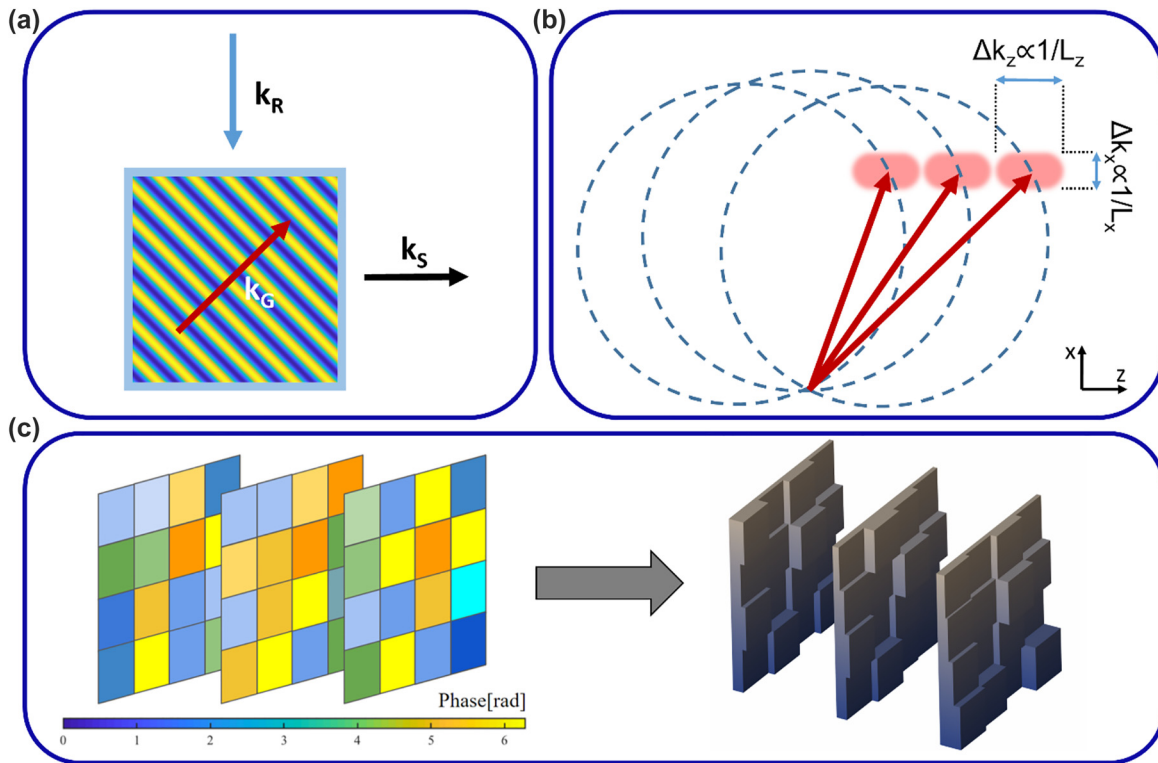 (a)
k_R
k_G
k_S
(b)
Δk_z∝1/L_z
Δk_x∝1/L_x
x
z
(c)
Phase[rad]
0 1 2 3 4 5 6